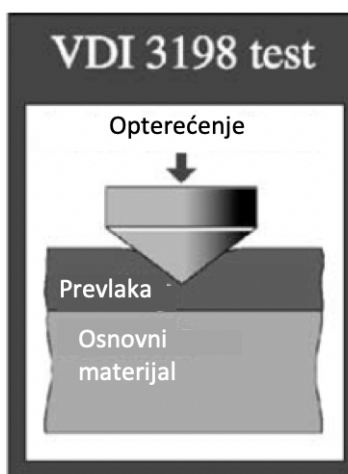 VDI 3198 test
Opterećenje
Prevlaka
Osnovni
materijal